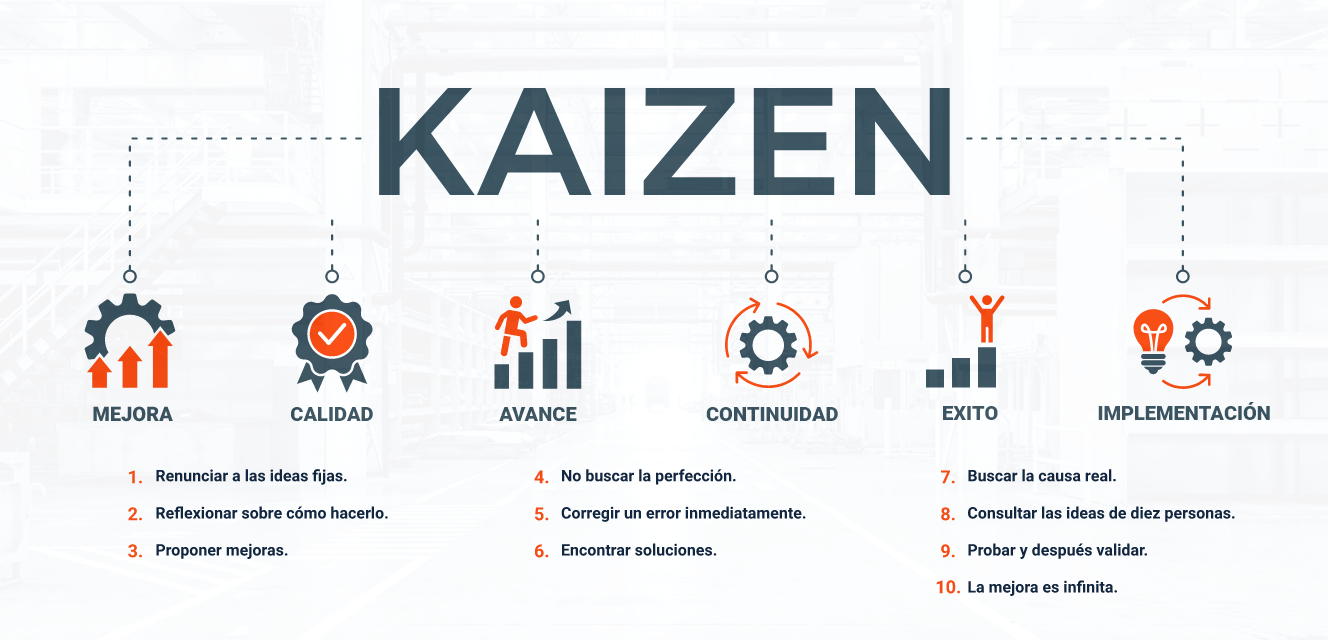 KAIZEN
MEJORA
CALIDAD
AVANCE
CONTINUIDAD
EXITO
IMPLEMENTACIÓN
1. Renunciar a las ideas fijas.
2. Reflexionar sobre cómo hacerlo.
3. Proponer mejoras.
4. No buscar la perfección.
5. Corregir un error inmediatamente.
6. Encontrar soluciones.
7. Buscar la causa real.
8. Consultar las ideas de diez personas.
9. Probar y después validar.
10. La mejora es infinita.